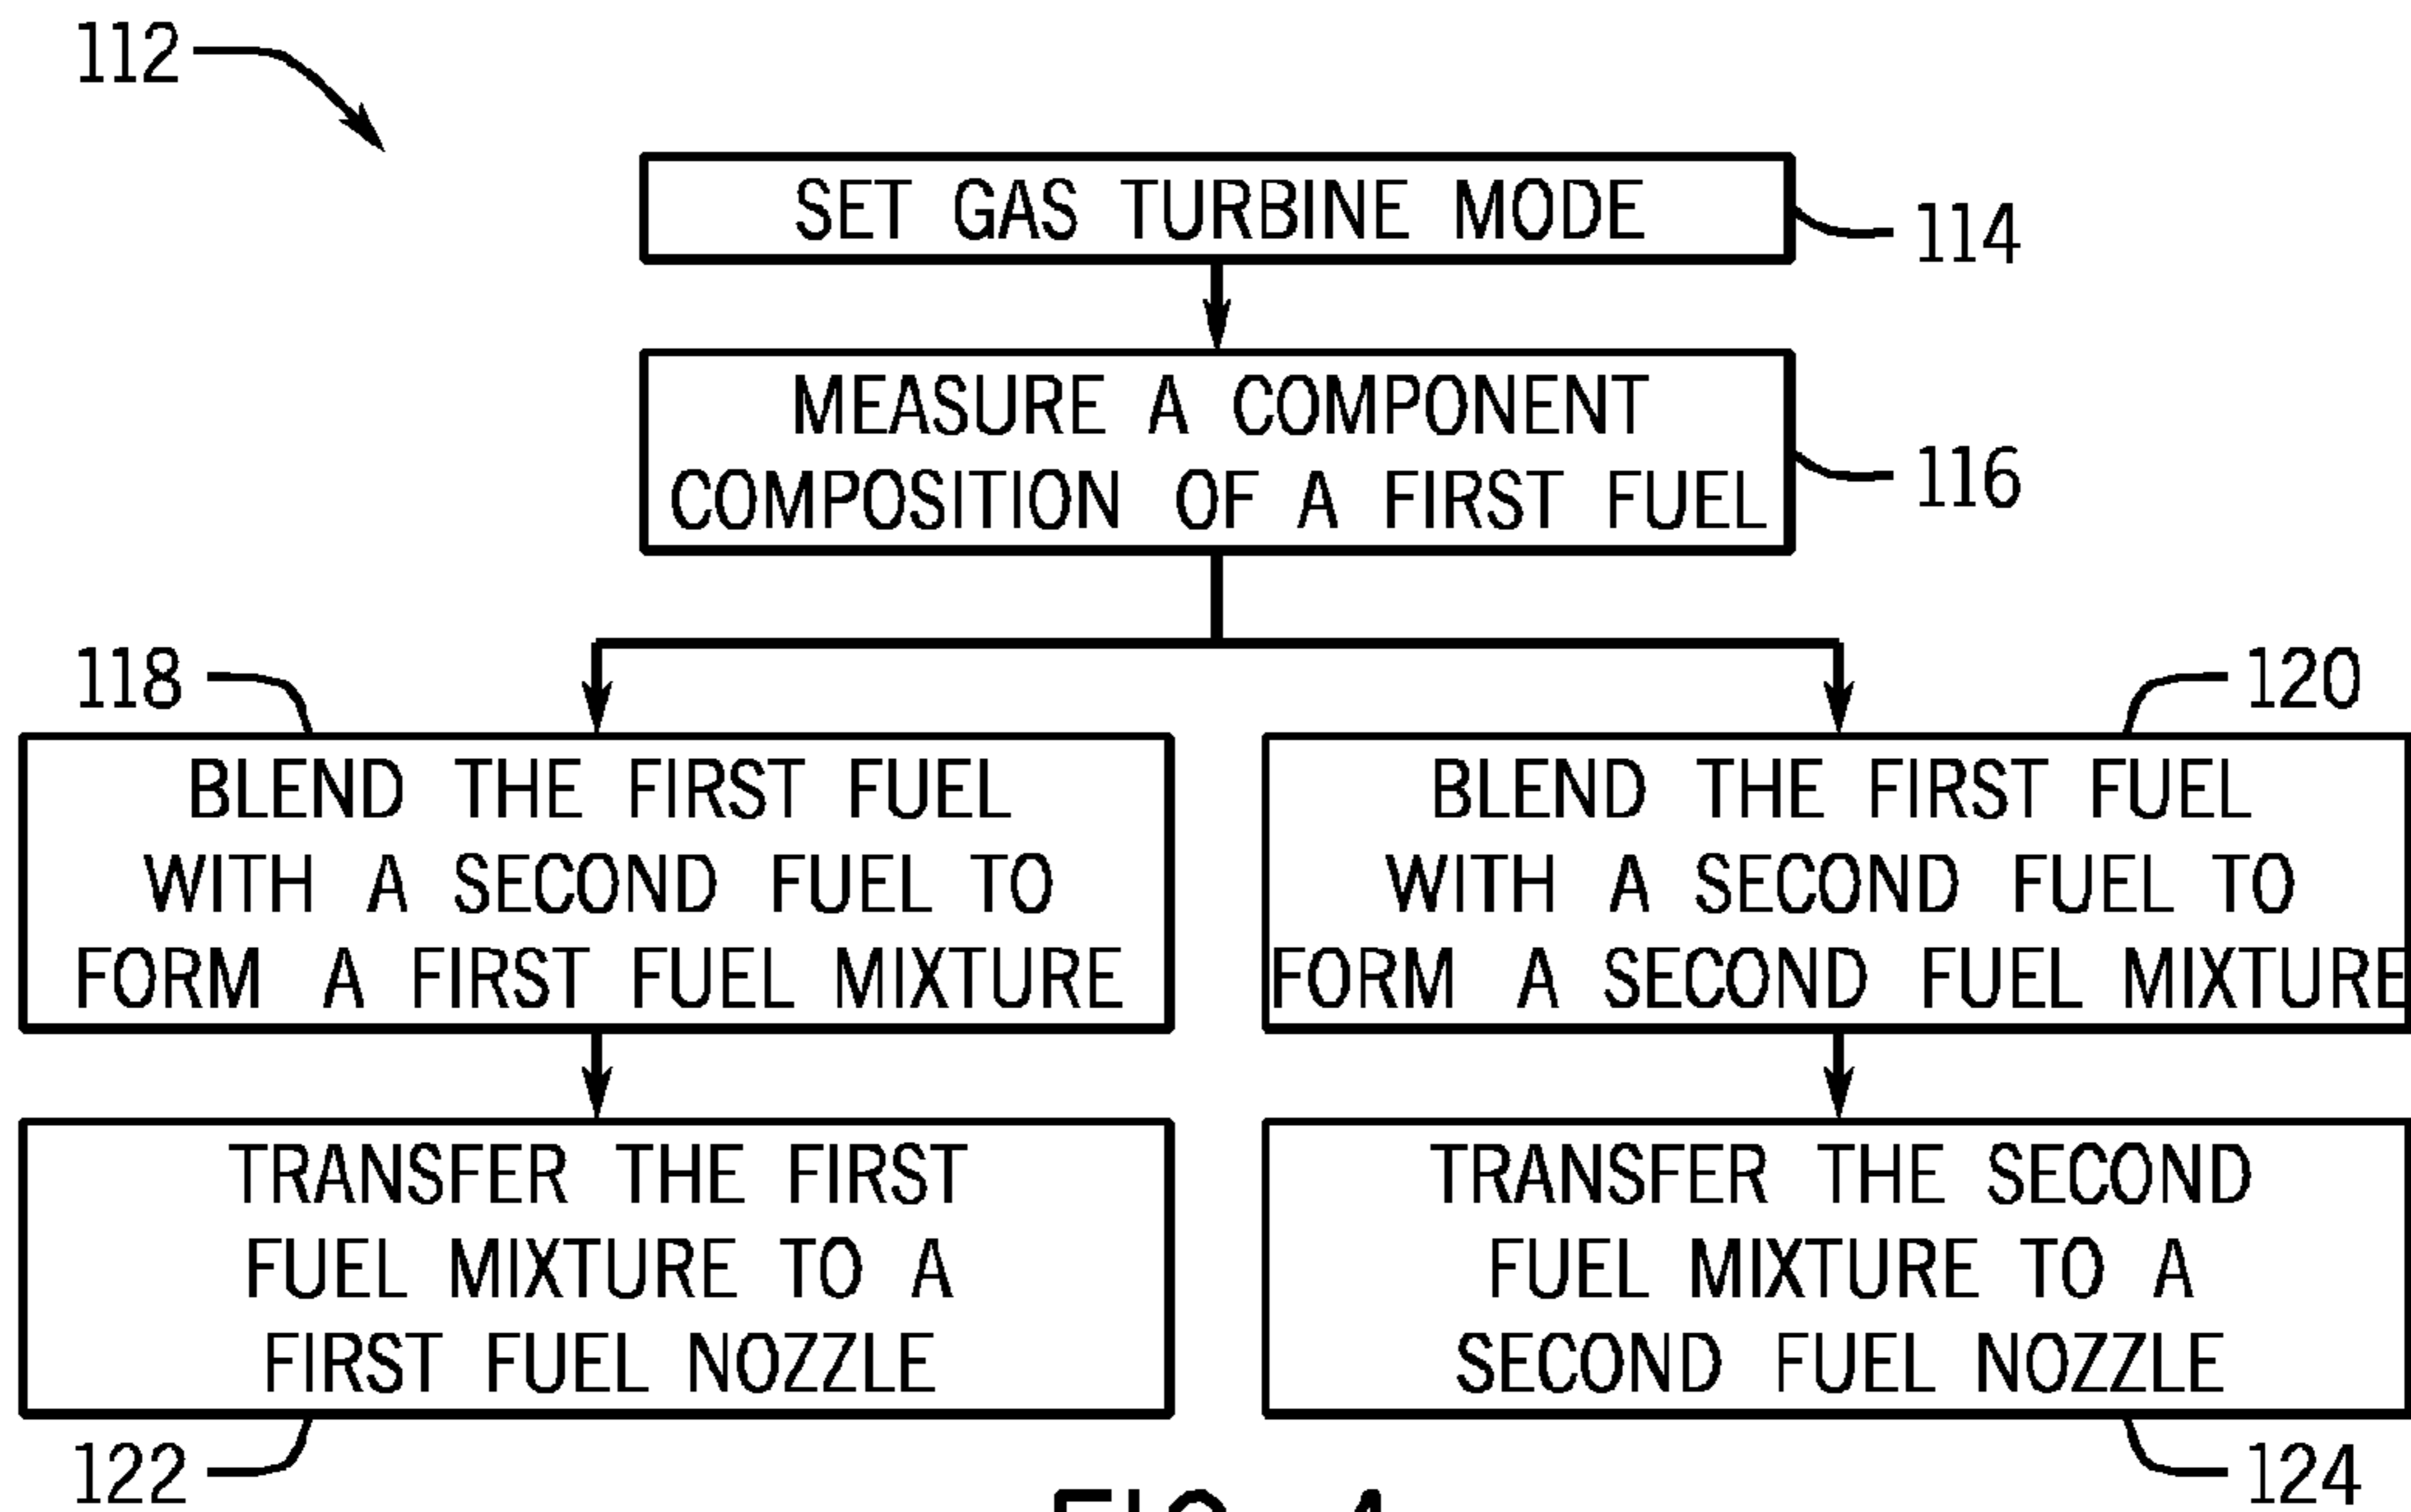 112
SET GAS TURBINE MODE
114
MEASURE A COMPONENT
COMPOSITION OF A FIRST FUEL
116
118
120
BLEND THE FIRST FUEL
WITH A SECOND FUEL TO
FORM A FIRST FUEL MIXTURE
BLEND THE FIRST FUEL
WITH A SECOND FUEL TO
FORM A SECOND FUEL MIXTURE
TRANSFER THE FIRST
FUEL MIXTURE TO A
FIRST FUEL NOZZLE
TRANSFER THE SECOND
FUEL MIXTURE TO A
SECOND FUEL NOZZLE
122
124